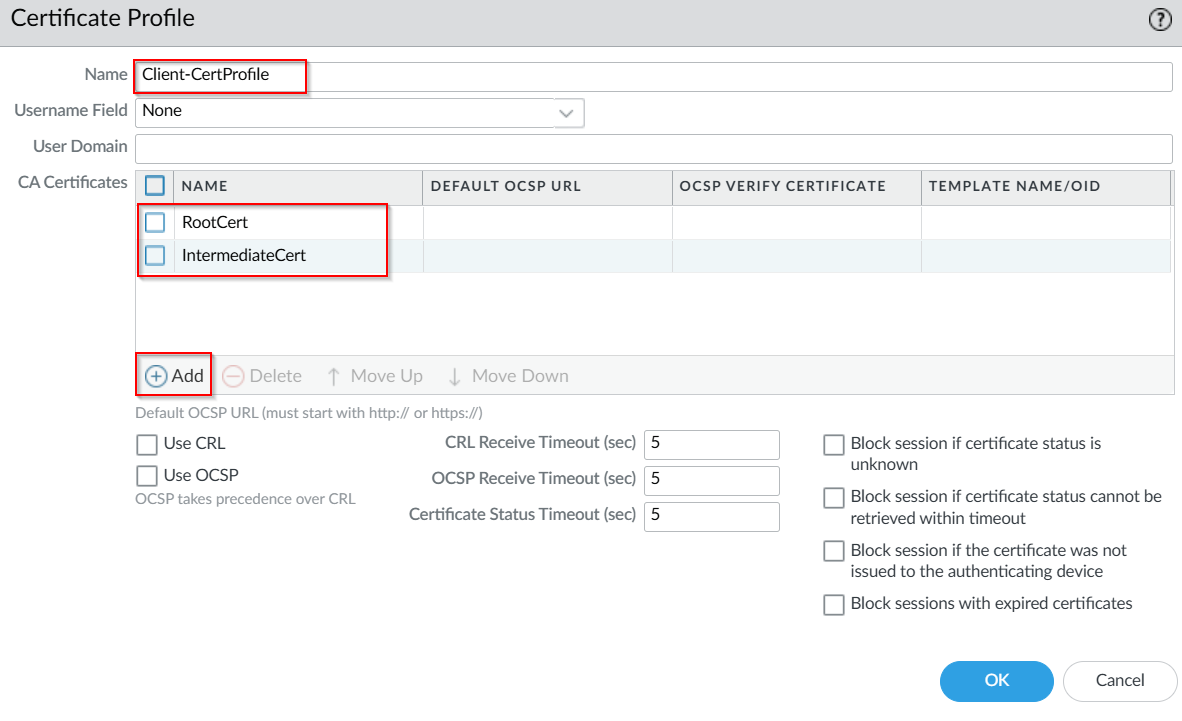 Certificate Profile
?
Name Client-CertProfile
Username Field None
User Domain
CA Certificates NAME DEFAULT OCSP URL OCSP VERIFY CERTIFICATE TEMPLATE NAME/OID
RootCert
IntermediateCert
Add Delete Move Up Move Down
Default OCSP URL (must start with http:// or https://)
Use CRL CRL Receive Timeout (sec) 5 Block session if certificate status is
unknown
Use OCSP OCSP Receive Timeout (sec) 5 Block session if certificate status cannot be
OCSP takes precedence over CRL Certificate Status Timeout (sec) 5 retrieved within timeout
Block session if the certificate was not
issued to the authenticating device
Block sessions with expired certificates
OK Cancel